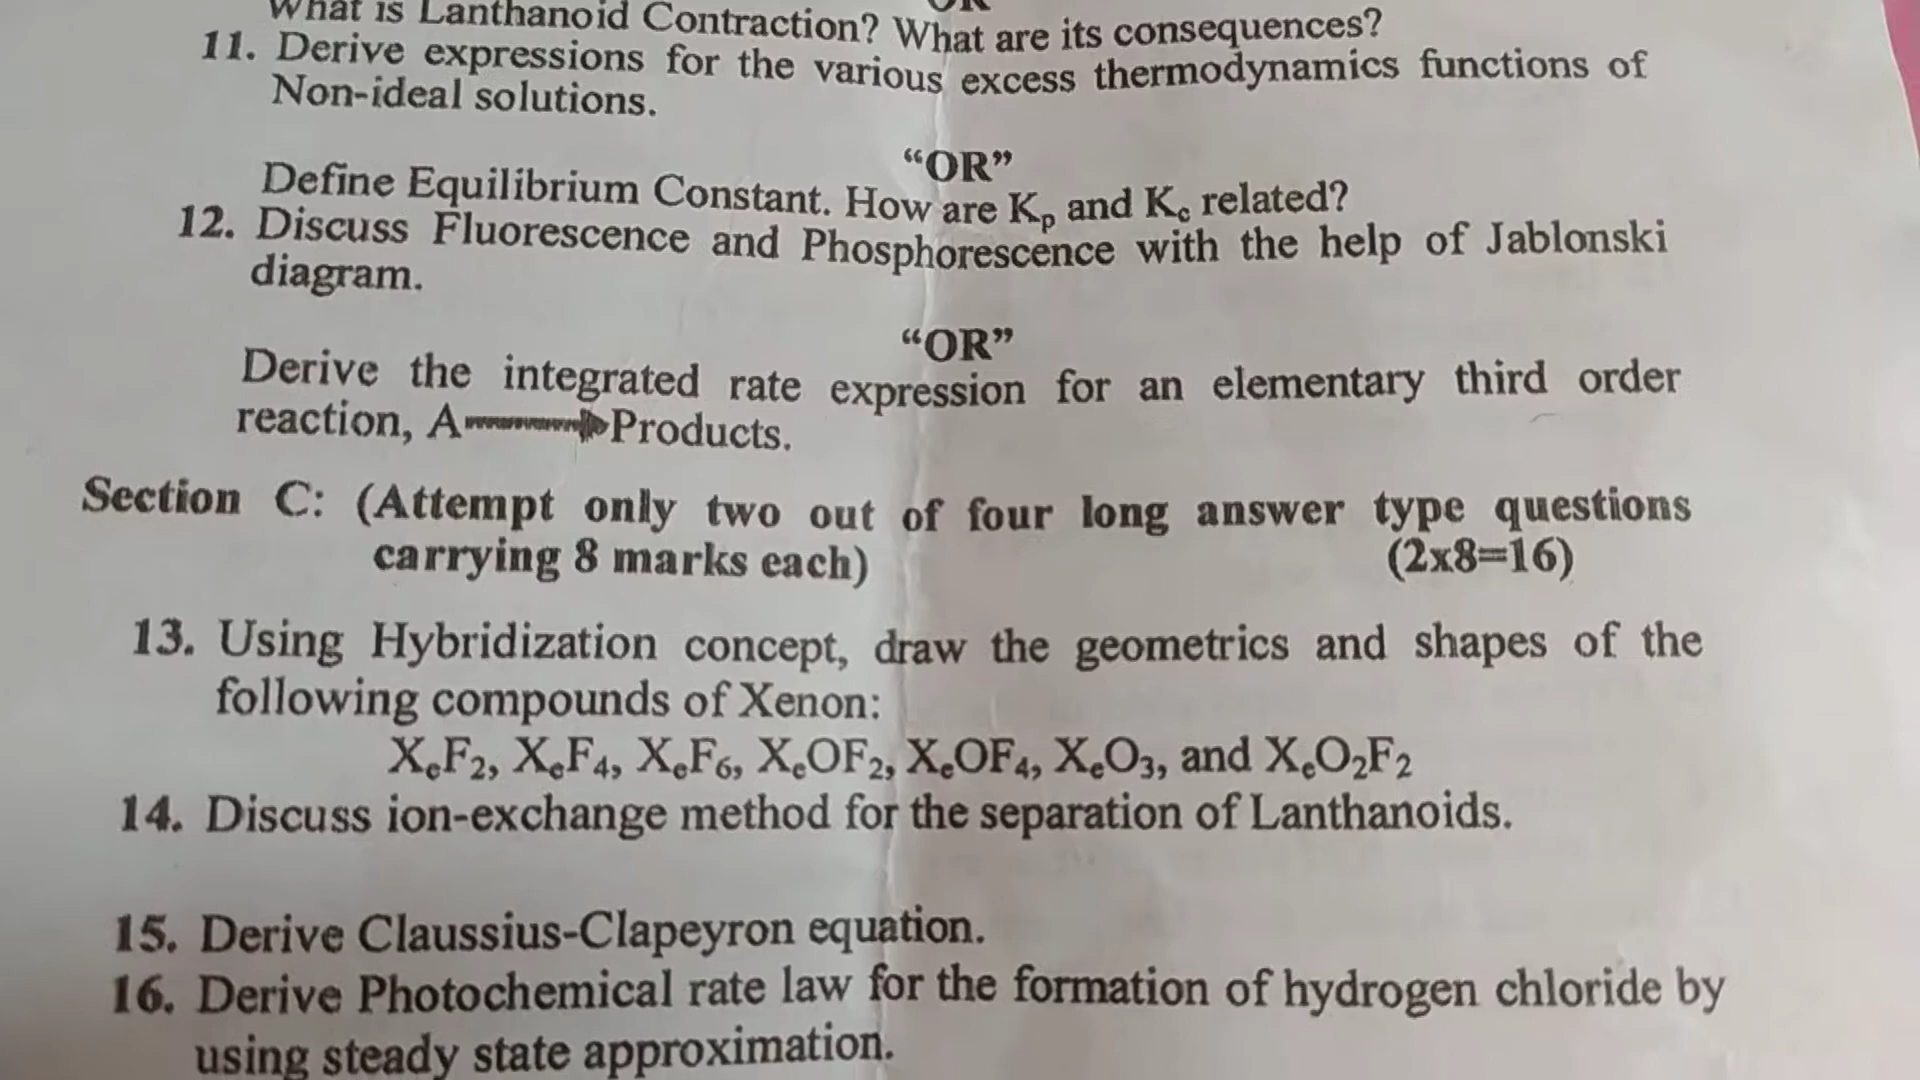 What is Lanthanoid Contraction? What are its consequences?
11. Derive expressions for the various excess thermodynamics functions of
Non-ideal solutions.
“OR”
Define Equilibrium Constant. How are Kₚ and K꜀ related?
12. Discuss Fluorescence and Phosphorescence with the help of Jablonski
diagram.
“OR”
Derive the integrated rate expression for an elementary third order
reaction, A ⟶ Products.
Section C: (Attempt only two out of four long answer type questions
carrying 8 marks each) (2x8=16)
13. Using Hybridization concept, draw the geometrics and shapes of the
following compounds of Xenon:
XₑF₂, XₑF₄, XₑF₆, XₑOF₂, XₑOF₄, XₑO₃, and XₑO₂F₂
14. Discuss ion-exchange method for the separation of Lanthanoids.
15. Derive Claussius-Clapeyron equation.
16. Derive Photochemical rate law for the formation of hydrogen chloride by
using steady state approximation.